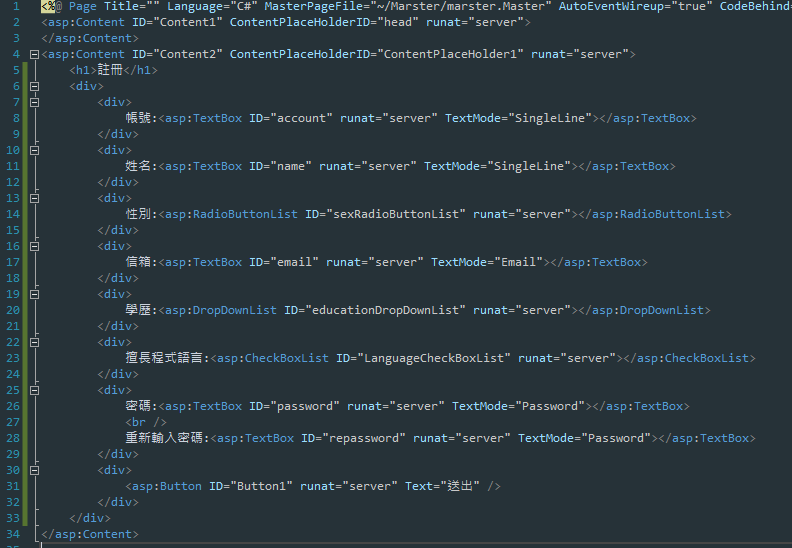 1 <%@ Page Title="" Language="C#" MasterPageFile="~/Marster/marster.Master" AutoEventWireup="true" CodeBehind=
2 <asp:Content ID="Content1" ContentPlaceHolderID="head" runat="server">
3 </asp:Content>
4 <asp:Content ID="Content2" ContentPlaceHolderID="ContentPlaceHolder1" runat="server">
5 <h1>註冊</h1>
6 <div>
7 <div>
8 帳號:<asp:TextBox ID="account" runat="server" TextMode="SingleLine"></asp:TextBox>
9 </div>
10 <div>
11 姓名:<asp:TextBox ID="name" runat="server" TextMode="SingleLine"></asp:TextBox>
12 </div>
13 <div>
14 性別:<asp:RadioButtonList ID="sexRadioButtonList" runat="server"></asp:RadioButtonList>
15 </div>
16 <div>
17 信箱:<asp:TextBox ID="email" runat="server" TextMode="Email"></asp:TextBox>
18 </div>
19 <div>
20 學歷:<asp:DropDownList ID="educationDropDownList" runat="server"></asp:DropDownList>
21 </div>
22 <div>
23 擅長程式語言:<asp:CheckBoxList ID="LanguageCheckBoxList" runat="server"></asp:CheckBoxList>
24 </div>
25 <div>
26 密碼:<asp:TextBox ID="password" runat="server" TextMode="Password"></asp:TextBox>
27 <br />
28 重新輸入密碼:<asp:TextBox ID="repassword" runat="server" TextMode="Password"></asp:TextBox>
29 </div>
30 <div>
31 <asp:Button ID="Button1" runat="server" Text="送出" />
32 </div>
33 </div>
34 </asp:Content>